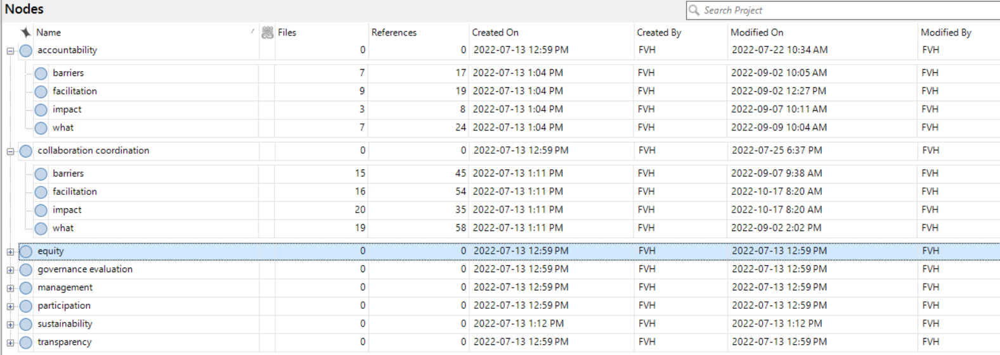 Nodes
Search Project
Name Files References Created On Created By Modified On Modified By
accountability 0 0 2022-07-13 12:59 PM FVH 2022-07-22 10:34 AM FVH
barriers 7 17 2022-07-13 1:04 PM FVH 2022-09-02 10:05 AM FVH
facilitation 9 19 2022-07-13 1:04 PM FVH 2022-09-02 12:27 PM FVH
impact 3 8 2022-07-13 1:04 PM FVH 2022-09-07 10:11 AM FVH
what 7 24 2022-07-13 1:04 PM FVH 2022-09-09 10:04 AM FVH
collaboration coordination 0 0 2022-07-13 12:59 PM FVH 2022-07-25 6:37 PM FVH
barriers 15 45 2022-07-13 1:11 PM FVH 2022-09-07 9:38 AM FVH
facilitation 16 54 2022-07-13 1:11 PM FVH 2022-10-17 8:20 AM FVH
impact 20 35 2022-07-13 1:11 PM FVH 2022-10-17 8:20 AM FVH
what 19 58 2022-07-13 1:11 PM FVH 2022-09-02 2:02 PM FVH
equity 0 0 2022-07-13 12:59 PM FVH 2022-07-13 12:59 PM FVH
governance evaluation 0 0 2022-07-13 12:59 PM FVH 2022-07-13 12:59 PM FVH
management 0 0 2022-07-13 12:59 PM FVH 2022-07-13 12:59 PM FVH
participation 0 0 2022-07-13 12:59 PM FVH 2022-07-13 12:59 PM FVH
sustainability 0 0 2022-07-13 1:12 PM FVH 2022-07-13 1:12 PM FVH
transparency 0 0 2022-07-13 12:59 PM FVH 2022-07-13 12:59 PM FVH